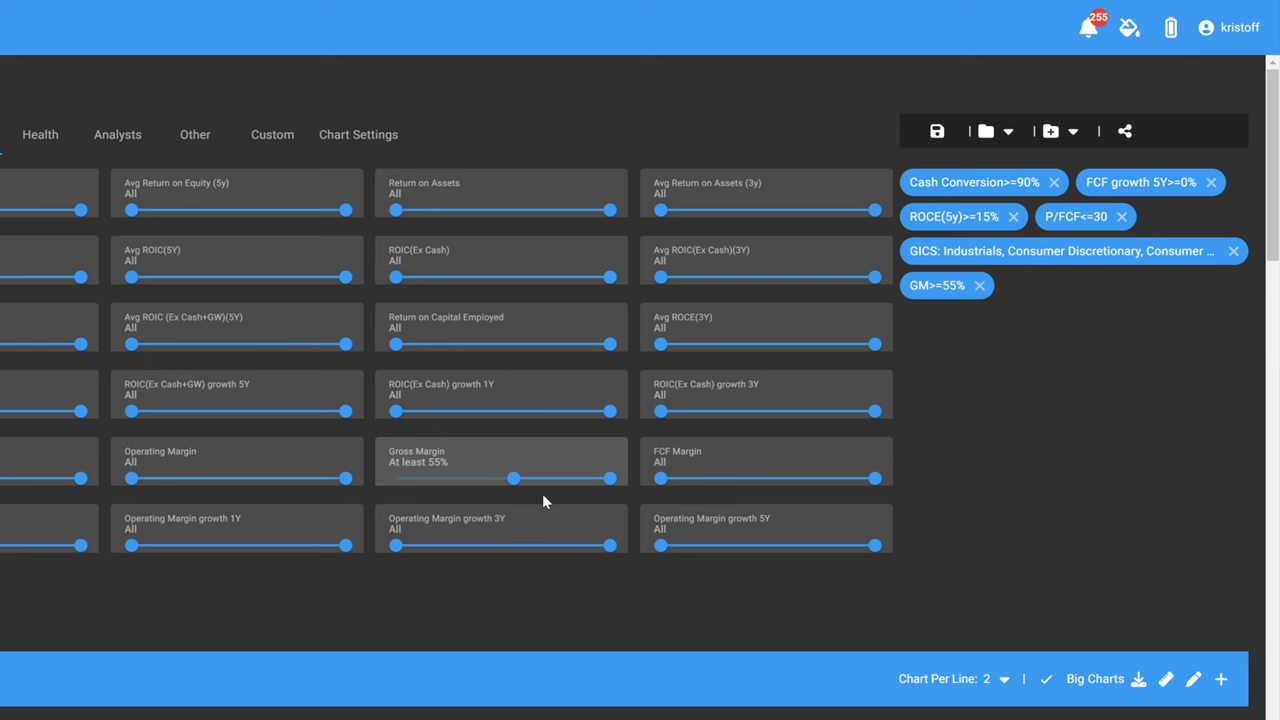 255
kristoff
Health Analysts Other Custom Chart Settings
Cash Conversion>=90% FCF growth 5Y>=0%
ROCE(5y)>=15% P/FCF<=30
GICS: Industrials, Consumer Discretionary, Consumer ...
GM>=55%
Avg Return on Equity (5y)
All
Return on Assets
All
Avg Return on Assets (3y)
All
Avg ROIC(5Y)
All
ROIC(Ex Cash)
All
Avg ROIC(Ex Cash)(3Y)
All
Avg ROIC (Ex Cash+GW)(5Y)
All
Return on Capital Employed
All
Avg ROCE(3Y)
All
ROIC(Ex Cash+GW) growth 5Y
All
ROIC(Ex Cash) growth 1Y
All
ROIC(Ex Cash) growth 3Y
All
Operating Margin
All
Gross Margin
At least 55%
FCF Margin
All
Operating Margin growth 1Y
All
Operating Margin growth 3Y
All
Operating Margin growth 5Y
All
Chart Per Line: 2 | Big Charts